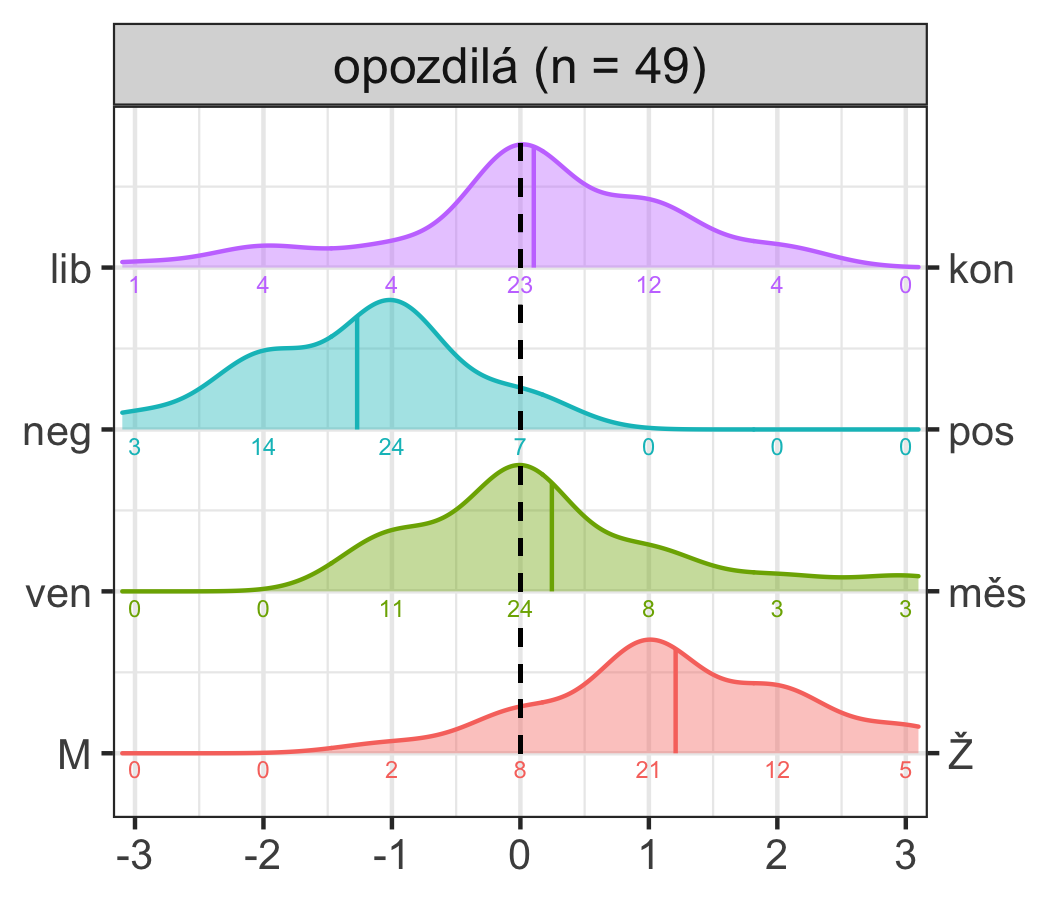 opozdilá (n = 49)
lib kon
1 4 4 23 12 4 0
neg pos
3 14 24 7 0 0 0
ven měs
0 0 11 24 8 3 3
M Ž
0 0 2 8 21 12 5
-3 -2 -1 0 1 2 3